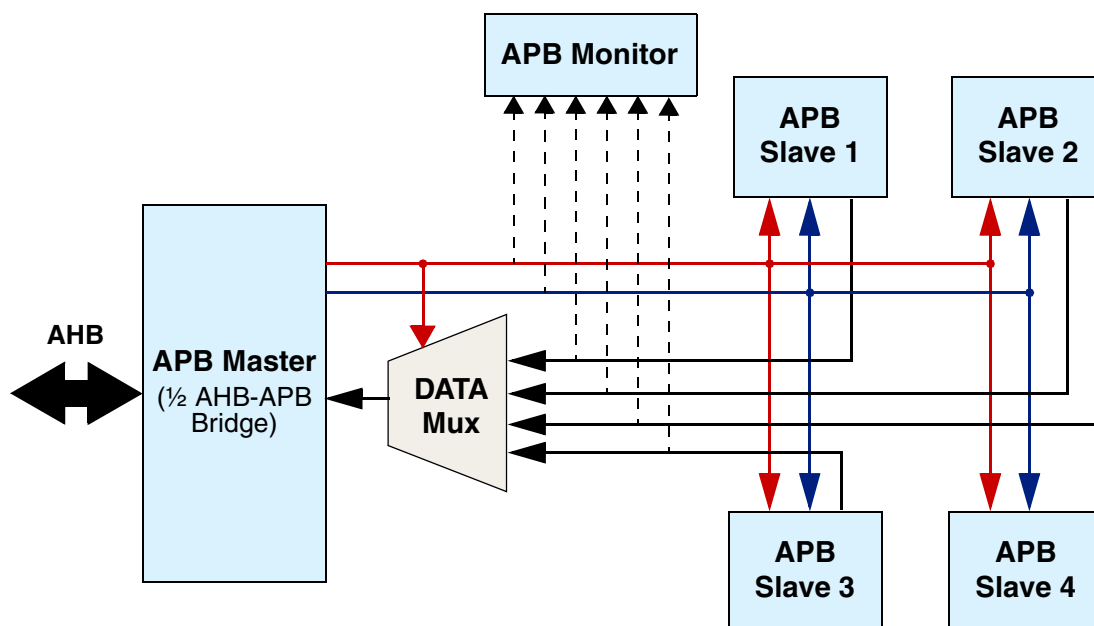 APB Monitor
APB
Slave 1
APB
Slave 2
AHB
APB Master
(½ AHB-APB
Bridge)
DATA
Mux
APB
Slave 3
APB
Slave 4